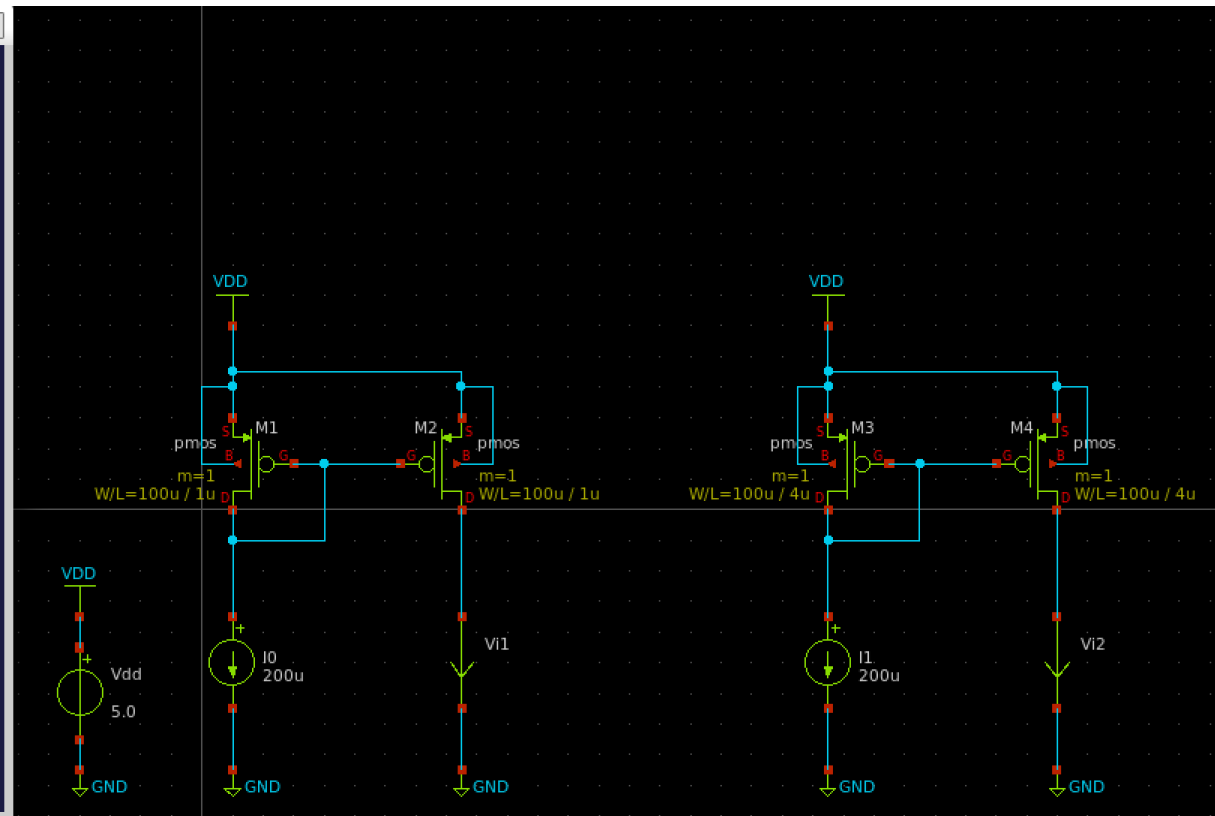 VDD
VDD
S
M1
M2
S
pmos
B
G
G
B
pmos
m=1
m=1
W/L=100u / 1u
D
D
W/L=100u / 1u
S
M3
M4
S
pmos
B
G
G
B
pmos
m=1
m=1
W/L=100u / 4u
D
D
W/L=100u / 4u
VDD
+
Vdd
5.0
GND
+
I0
200u
GND
Vi1
GND
+
I1
200u
GND
Vi2
GND